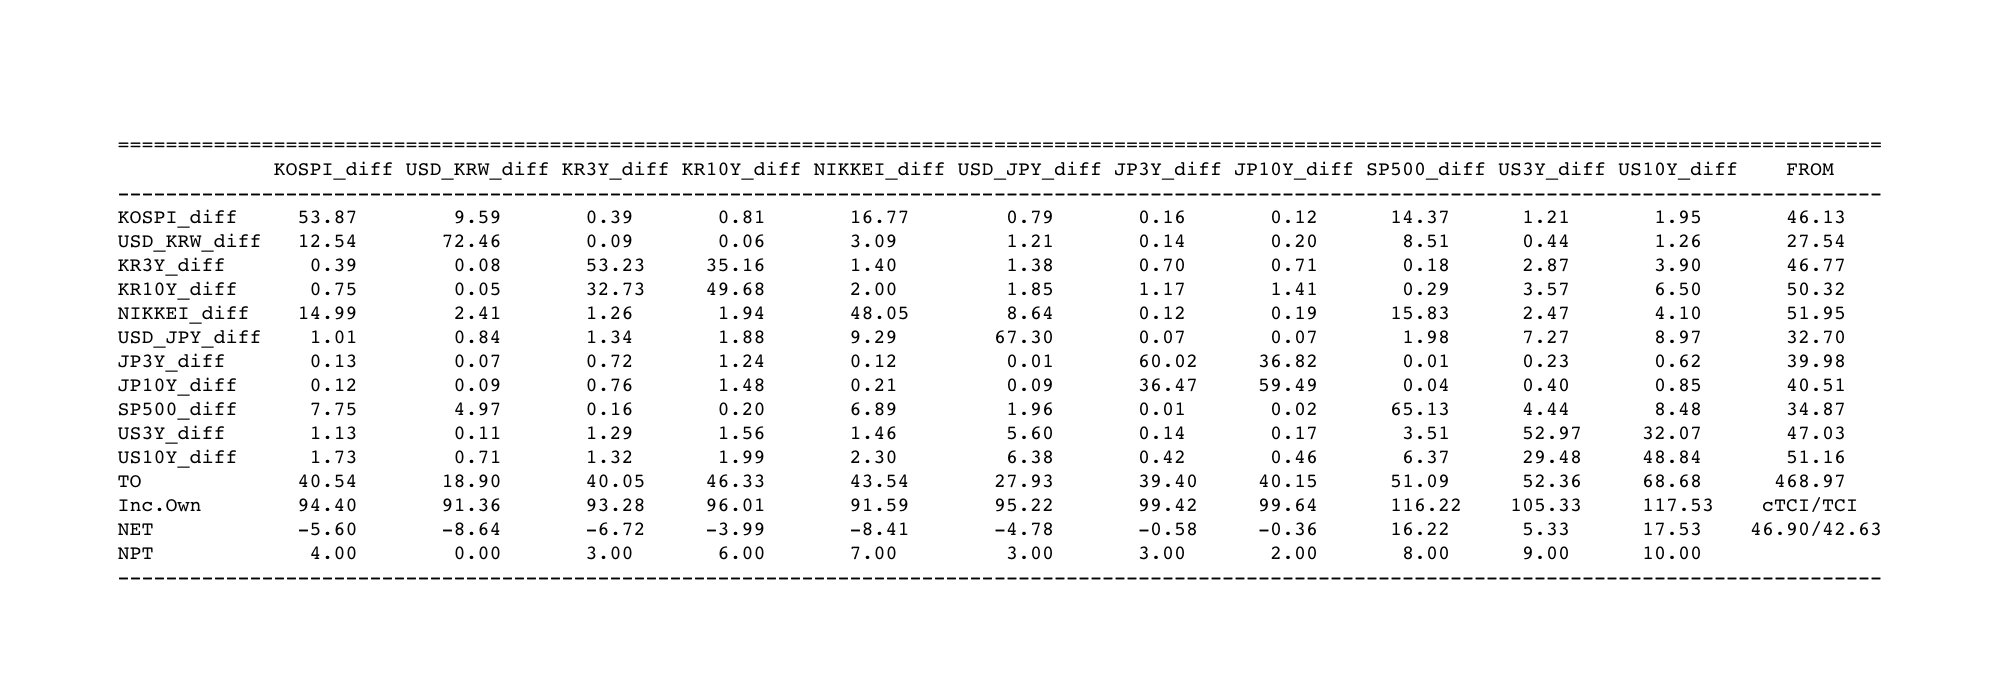 ===================================================================================================================================================
KOSPI_diff USD_KRW_diff KR3Y_diff KR10Y_diff NIKKEI_diff USD_JPY_diff JP3Y_diff JP10Y_diff SP500_diff US3Y_diff US10Y_diff FROM
---------------------------------------------------------------------------------------------------------------------------------------------------
KOSPI_diff 53.87 9.59 0.39 0.81 16.77 0.79 0.16 0.12 14.37 1.21 1.95 46.13
USD_KRW_diff 12.54 72.46 0.09 0.06 3.09 1.21 0.14 0.20 8.51 0.44 1.26 27.54
KR3Y_diff 0.39 0.08 53.23 35.16 1.40 1.38 0.70 0.71 0.18 2.87 3.90 46.77
KR10Y_diff 0.75 0.05 32.73 49.68 2.00 1.85 1.17 1.41 0.29 3.57 6.50 50.32
NIKKEI_diff 14.99 2.41 1.26 1.94 48.05 8.64 0.12 0.19 15.83 2.47 4.10 51.95
USD_JPY_diff 1.01 0.84 1.34 1.88 9.29 67.30 0.07 0.07 1.98 7.27 8.97 32.70
JP3Y_diff 0.13 0.07 0.72 1.24 0.12 0.01 60.02 36.82 0.01 0.23 0.62 39.98
JP10Y_diff 0.12 0.09 0.76 1.48 0.21 0.09 36.47 59.49 0.04 0.40 0.85 40.51
SP500_diff 7.75 4.97 0.16 0.20 6.89 1.96 0.01 0.02 65.13 4.44 8.48 34.87
US3Y_diff 1.13 0.11 1.29 1.56 1.46 5.60 0.14 0.17 3.51 52.97 32.07 47.03
US10Y_diff 1.73 0.71 1.32 1.99 2.30 6.38 0.42 0.46 6.37 29.48 48.84 51.16
TO 40.54 18.90 40.05 46.33 43.54 27.93 39.40 40.15 51.09 52.36 68.68 468.97
Inc.Own 94.40 91.36 93.28 96.01 91.59 95.22 99.42 99.64 116.22 105.33 117.53 cTCI/TCI
NET -5.60 -8.64 -6.72 -3.99 -8.41 -4.78 -0.58 -0.36 16.22 5.33 17.53 46.90/42.63
NPT 4.00 0.00 3.00 6.00 7.00 3.00 3.00 2.00 8.00 9.00 10.00
---------------------------------------------------------------------------------------------------------------------------------------------------